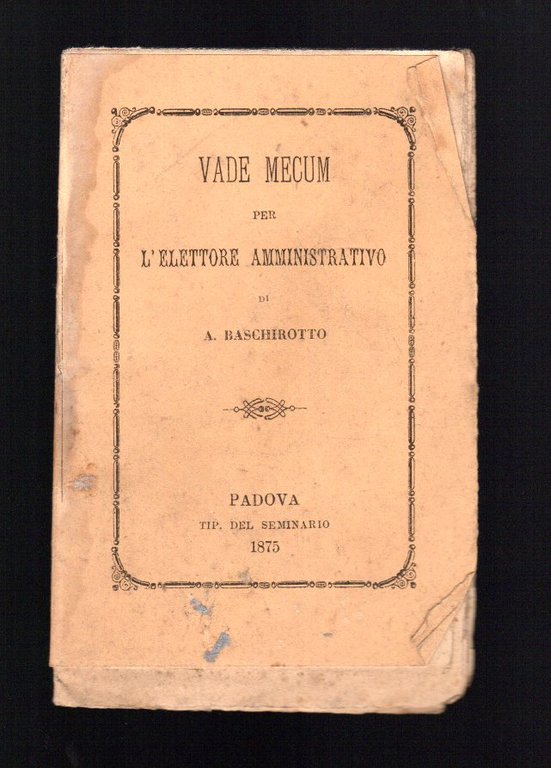 VADE MECUM
PER
L'ELETTORE AMMINISTRATIVO
DI
A. BASCHIROTTO
PADOVA
TIP. DEL SEMINARIO
1875